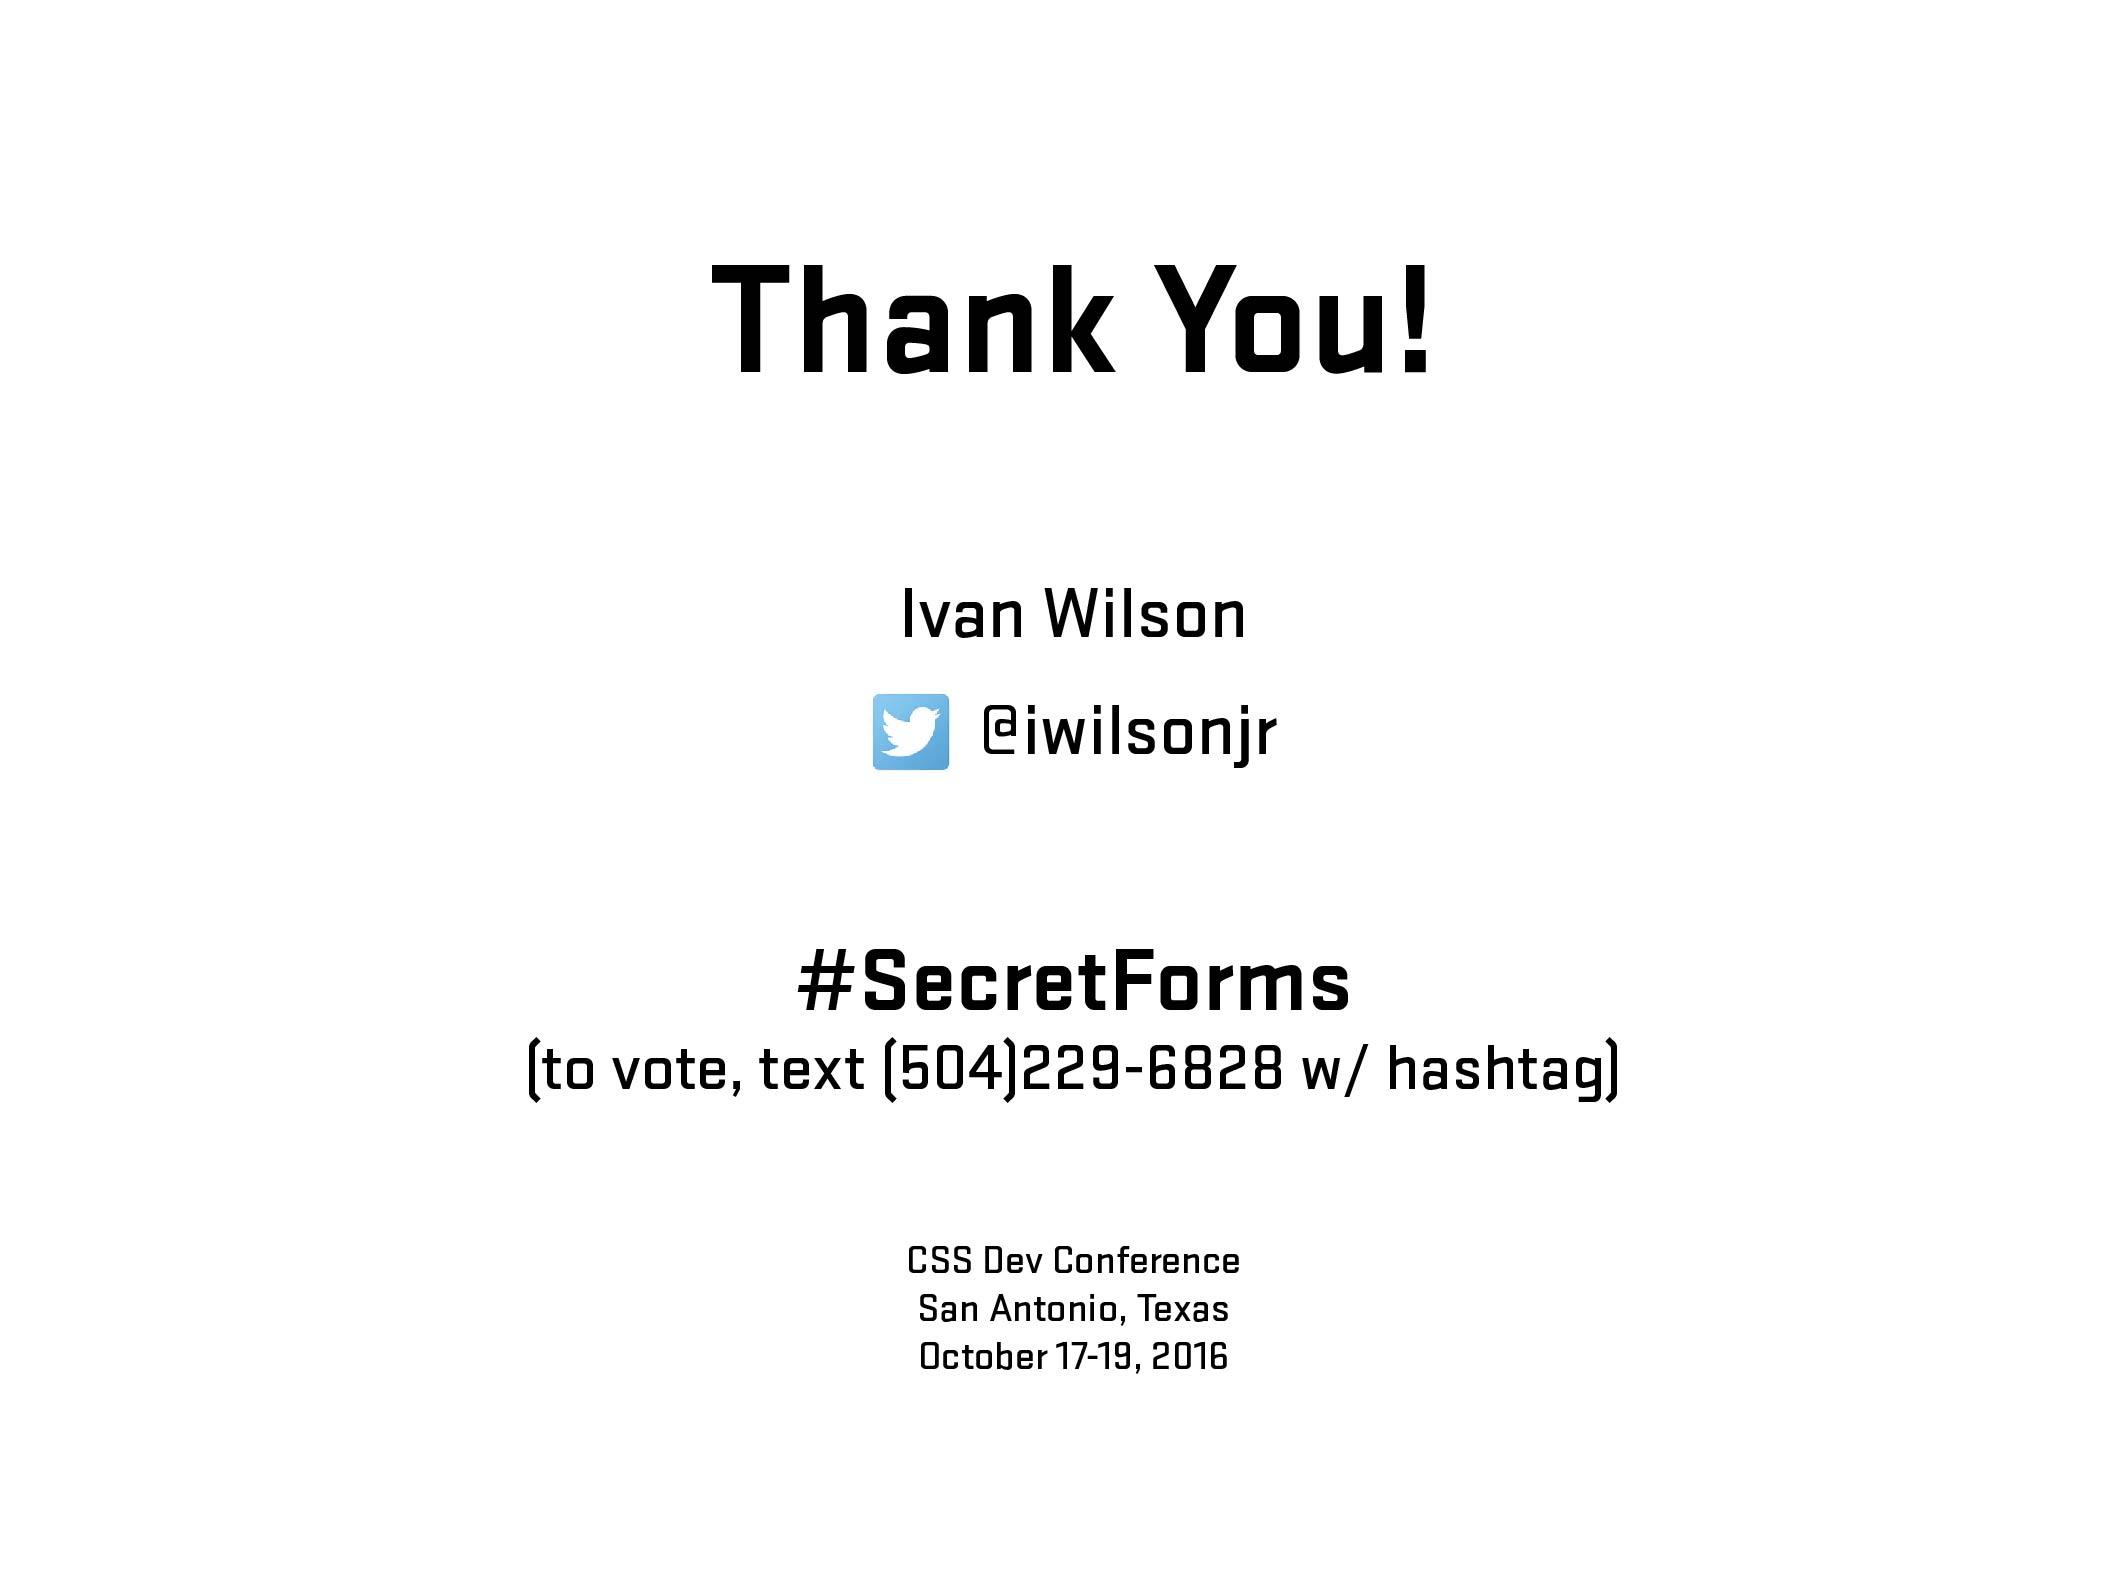 Thank You!
Ivan Wilson
@iwilsonjr
#SecretForms
(to vote, text (504)229-6828 w/ hashtag)
CSS Dev Conference
San Antonio, Texas
October 17-19, 2016